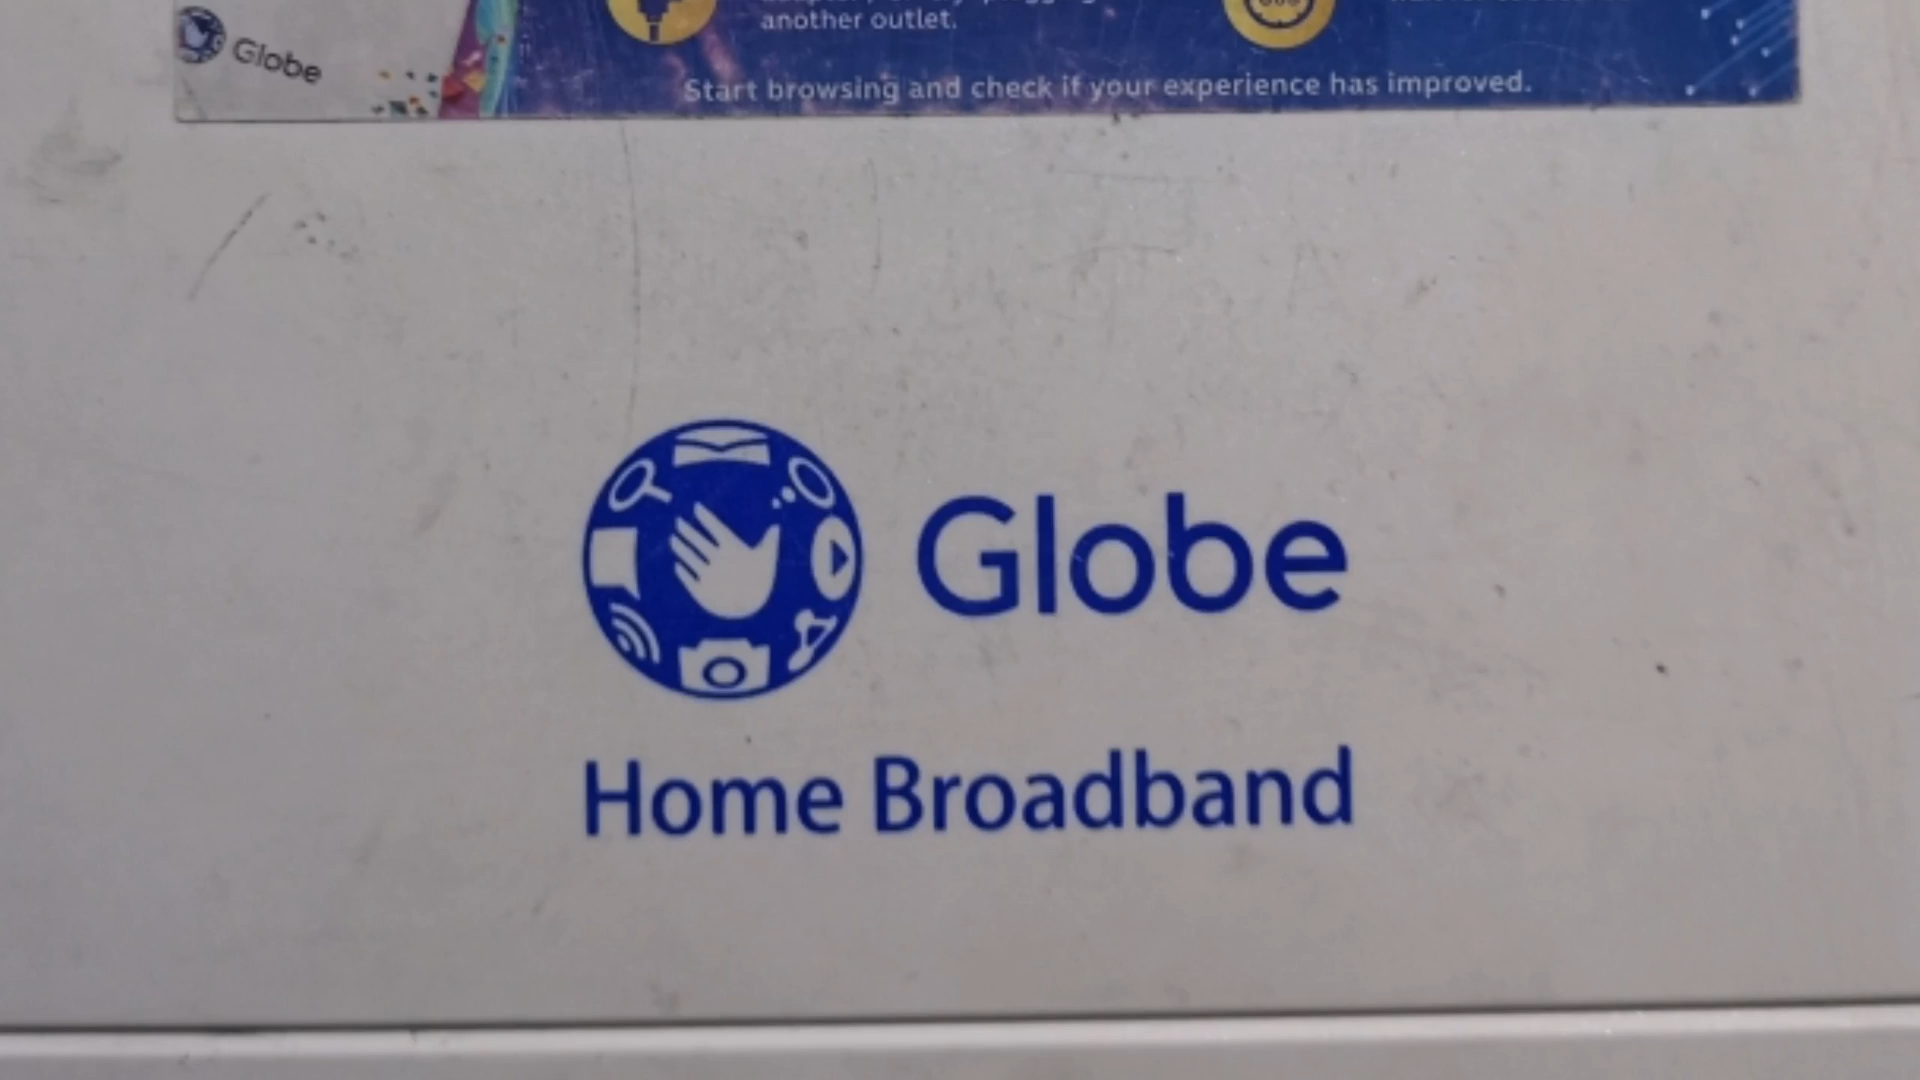 another outlet.
Globe
Start browsing and check if your experience has improved.
Globe
Home Broadband